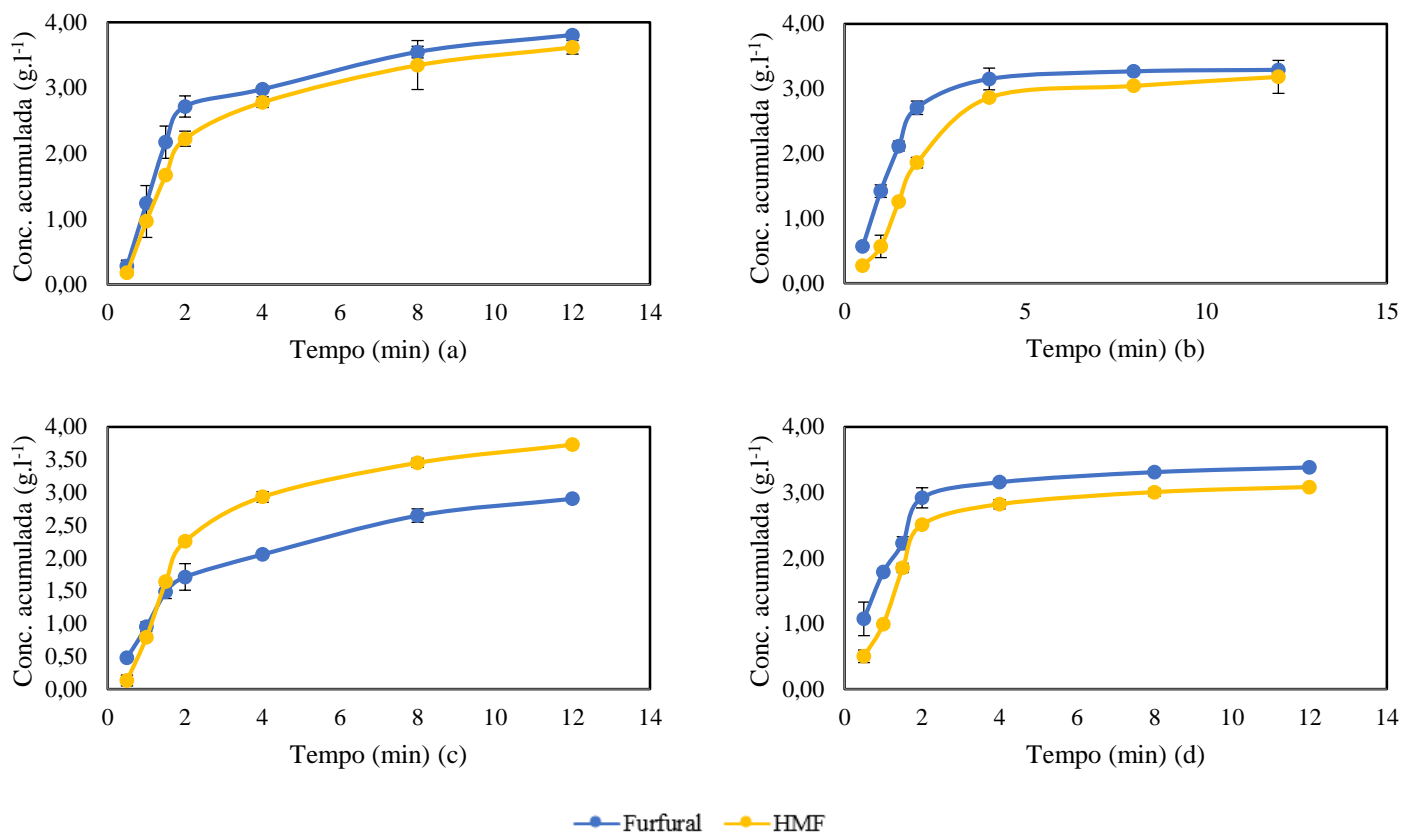 Conc. acumulada (g.l-1)
4,00
3,00
2,00
1,00
0,00
0 2 4 6 8 10 12 14
Tempo (min) (a)
Conc. acumulada (g.l-1)
4,00
3,00
2,00
1,00
0,00
0 5 10 15
Tempo (min) (b)
Conc. acumulada (g.l-1)
4,00
3,50
3,00
2,50
2,00
1,50
1,00
0,50
0,00
0 2 4 6 8 10 12 14
Tempo (min) (c)
Conc. acumulada (g.l-1)
4,00
3,00
2,00
1,00
0,00
0 2 4 6 8 10 12 14
Tempo (min) (d)
Furfural HMF